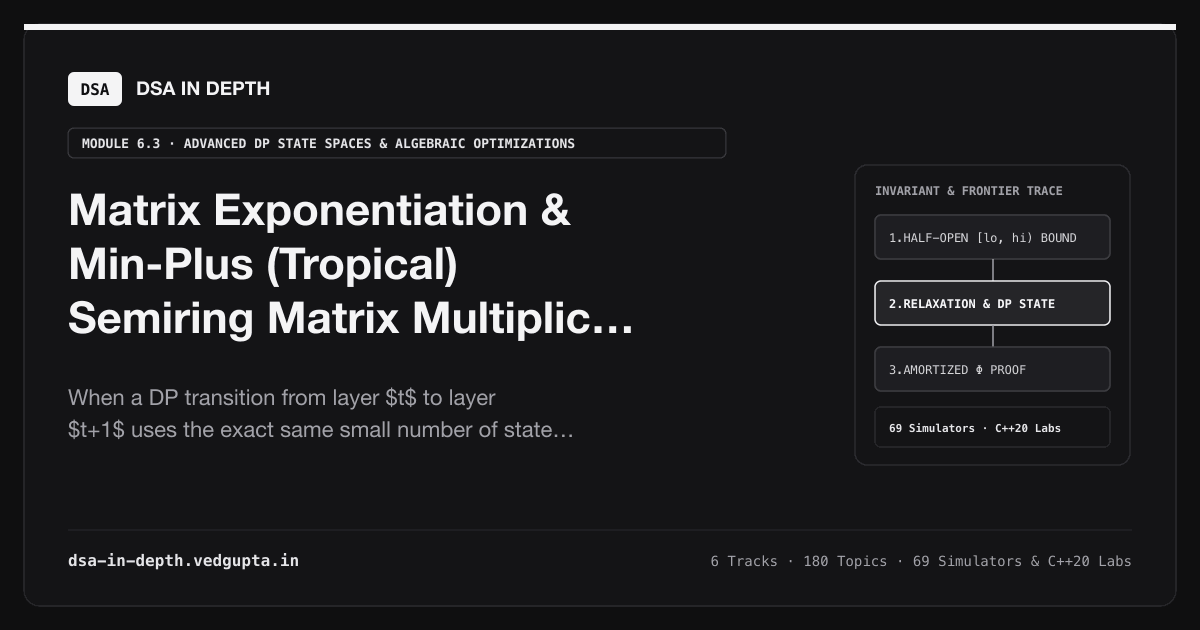 DSA
DSA IN DEPTH
MODULE 6.3 · ADVANCED DP STATE SPACES & ALGEBRAIC OPTIMIZATIONS
Matrix Exponentiation &
Min-Plus (Tropical)
Semiring Matrix Multiplic…
When a DP transition from layer $t$ to layer
$t+1$ uses the exact same small number of state…
INVARIANT & FRONTIER TRACE
1.HALF-OPEN [lo, hi) BOUND
2.RELAXATION & DP STATE
3.AMORTIZED Φ PROOF
69 Simulators · C++20 Labs
dsa-in-depth.vedgupta.in
6 Tracks · 180 Topics · 69 Simulators & C++20 Labs